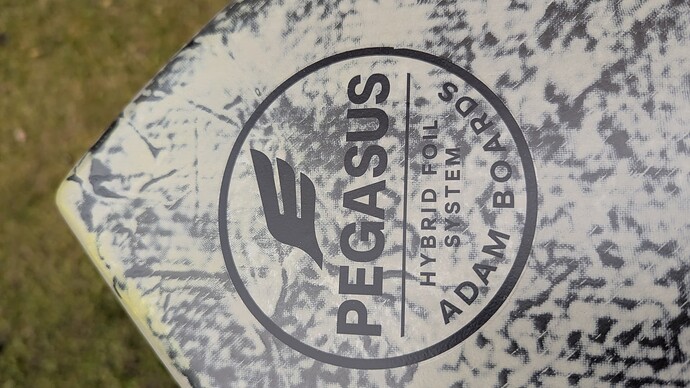 PEGASUS
HYBRID FOIL
SYSTEM
ADAM BOARDS